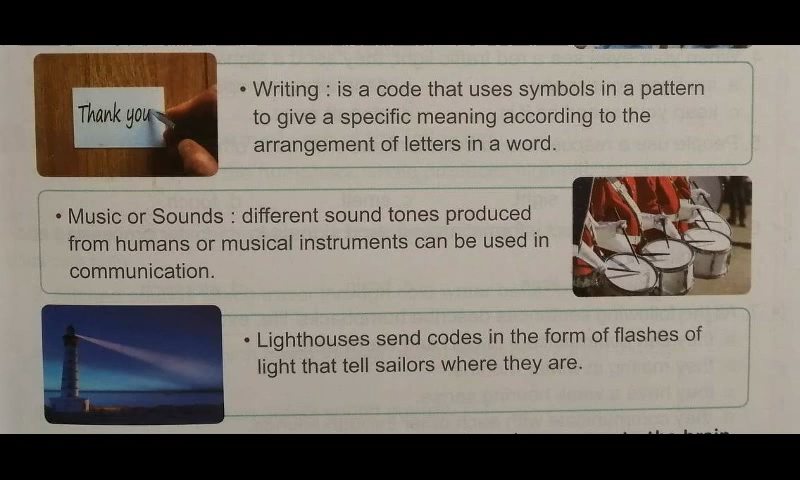 Thank you
• Writing : is a code that uses symbols in a pattern
to give a specific meaning according to the
arrangement of letters in a word.
• Music or Sounds : different sound tones produced
from humans or musical instruments can be used in
communication.
• Lighthouses send codes in the form of flashes of
light that tell sailors where they are.